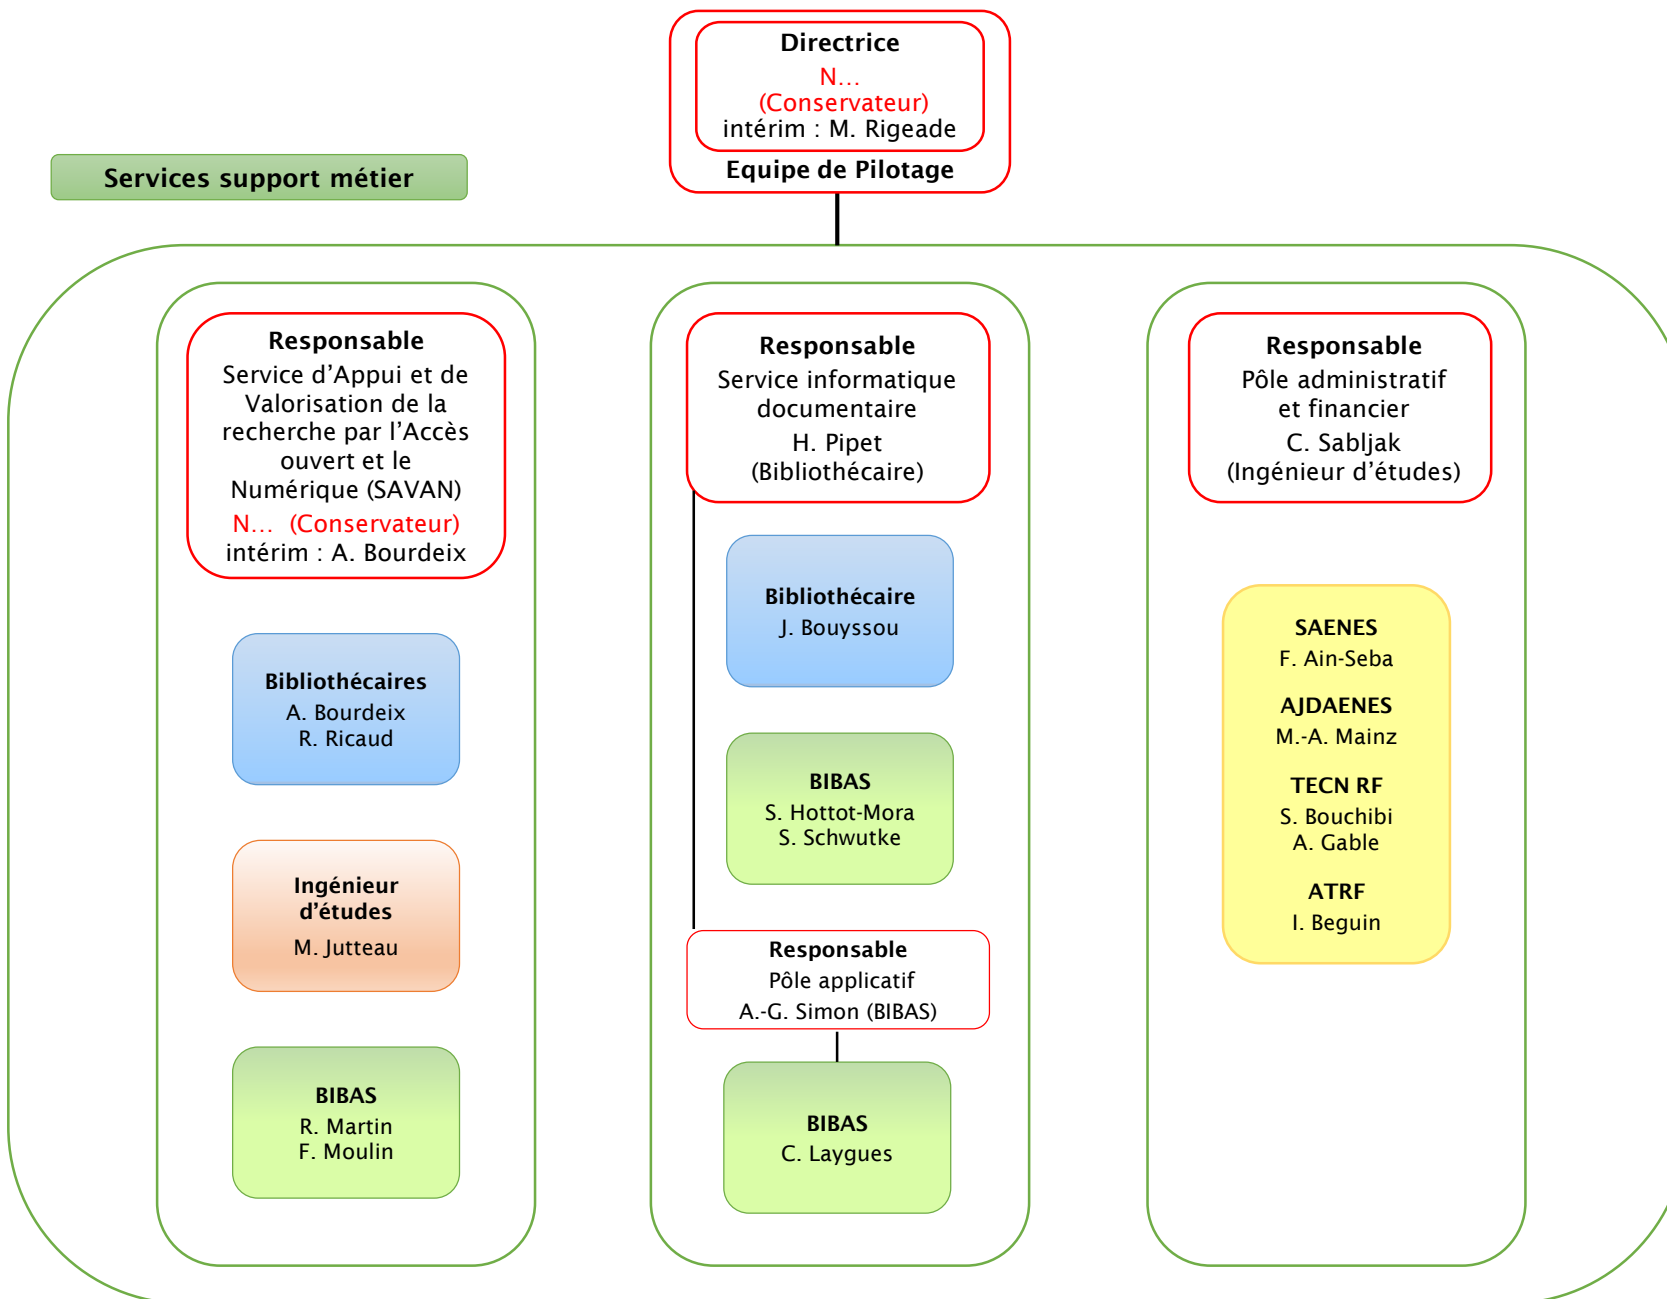 Directrice
N...
(Conservateur)
intérim : M. Rigeade
Equipe de Pilotage
Services support métier
Responsable
Service d’Appui et de
Valorisation de la
recherche par l’Accès
ouvert et le
Numérique (SAVAN)
N... (Conservateur)
intérim : A. Bourdeix
Bibliothécaires
A. Bourdeix
R. Ricaud
Ingénieur
d’études
M. Jutteau
BIBAS
R. Martin
F. Moulin
Responsable
Service informatique
documentaire
H. Pipet
(Bibliothécaire)
Bibliothécaire
J. Bouyssou
BIBAS
S. Hottot-Mora
S. Schwutke
Responsable
Pôle applicatif
A.-G. Simon (BIBAS)
BIBAS
C. Laygues
Responsable
Pôle administratif
et financier
C. Sabljak
(Ingénieur d’études)
SAENES
F. Ain-Seba
AJDAENES
M.-A. Mainz
TECN RF
S. Bouchibi
A. Gable
ATRF
I. Beguin